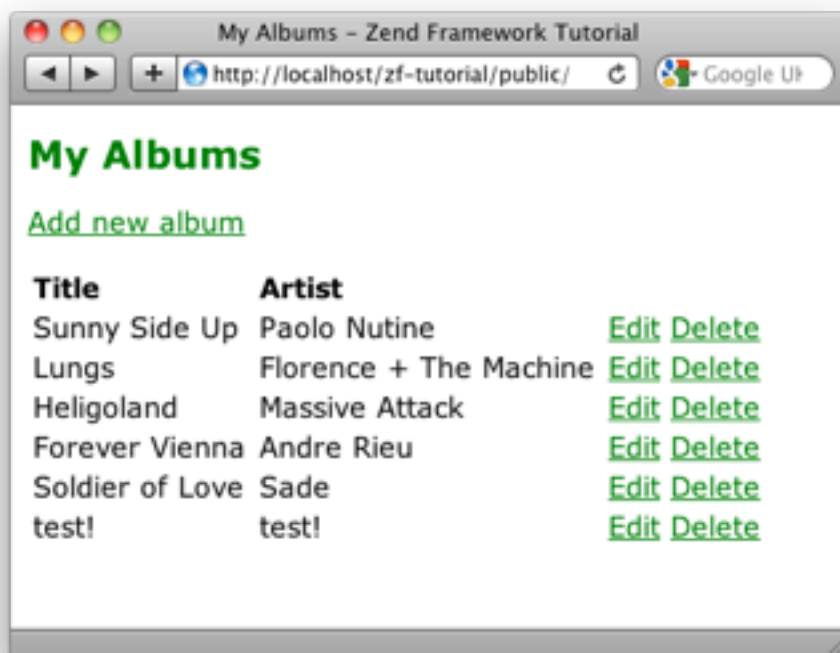 My Albums – Zend Framework Tutorial
http://localhost/zf-tutorial/public/
Google
My Albums
Add new album
Title Artist
Sunny Side Up Paolo Nutine Edit Delete
Lungs Florence + The Machine Edit Delete
Heligoland Massive Attack Edit Delete
Forever Vienna Andre Rieu Edit Delete
Soldier of Love Sade Edit Delete
test! test! Edit Delete